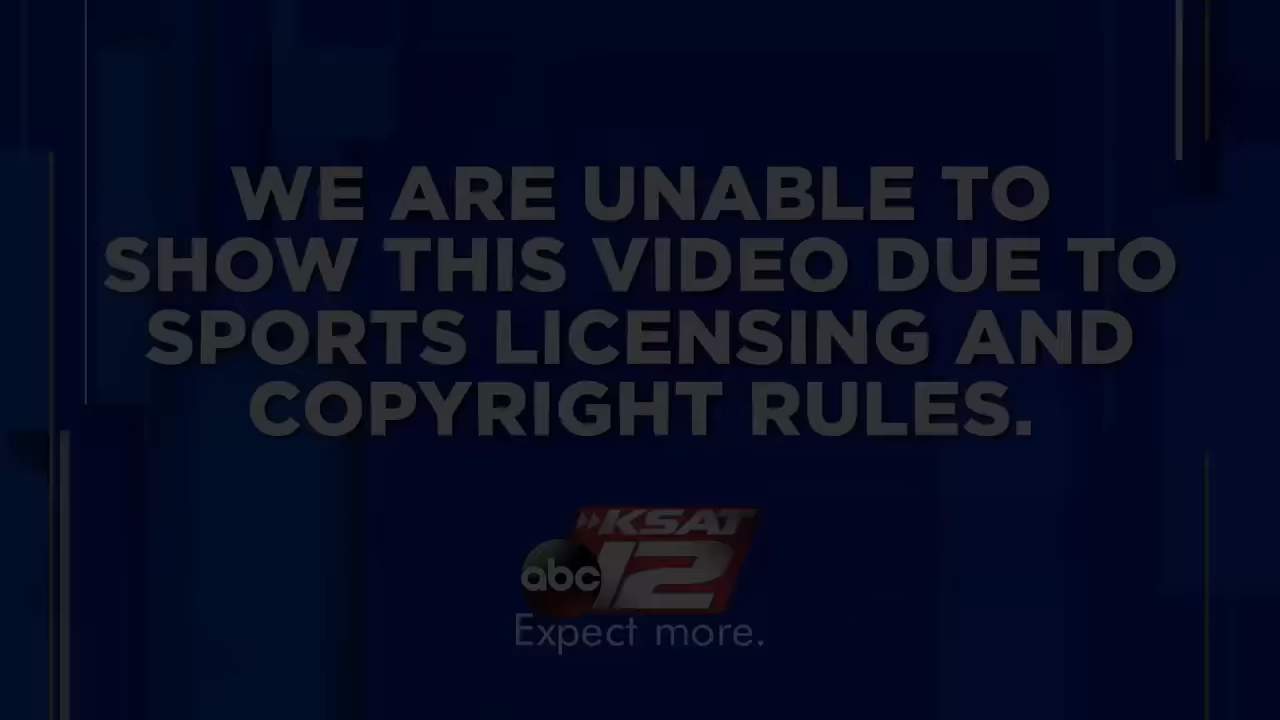 WE ARE UNABLE TO
SHOW THIS VIDEO DUE TO
SPORTS LICENSING AND
COPYRIGHT RULES.
KSAT
abc 12
Expect more.